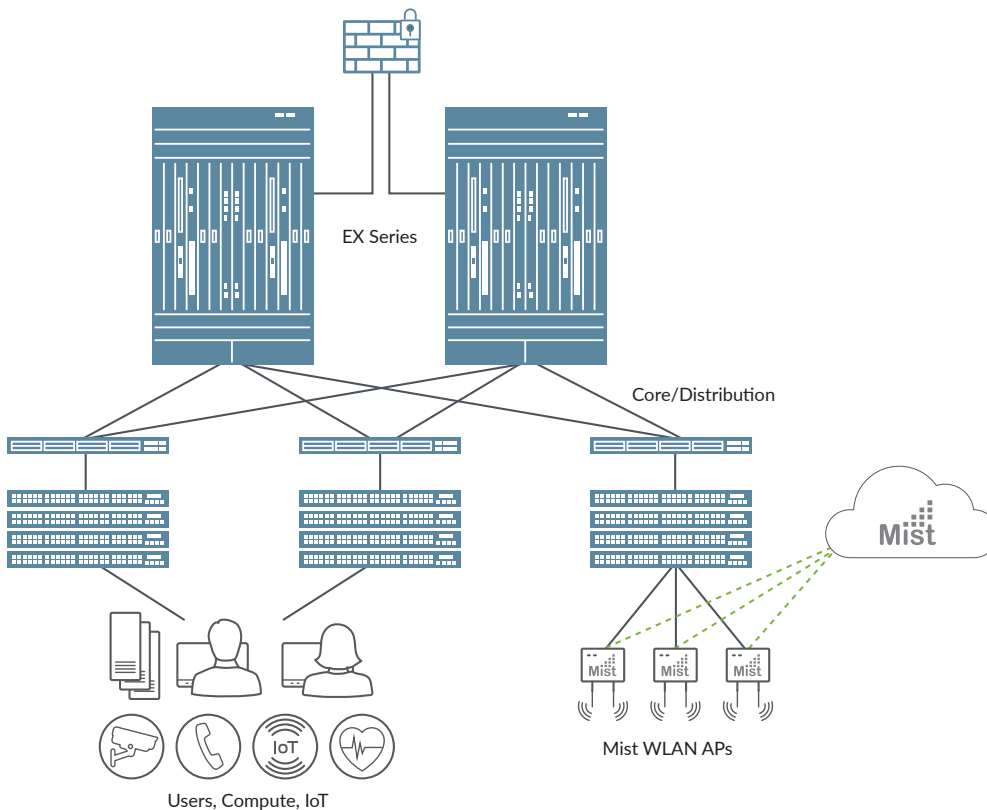 EX Series
Core/Distribution
Mist
Mist
Mist
Mist
Mist WLAN APs
IoT
Users, Compute, IoT